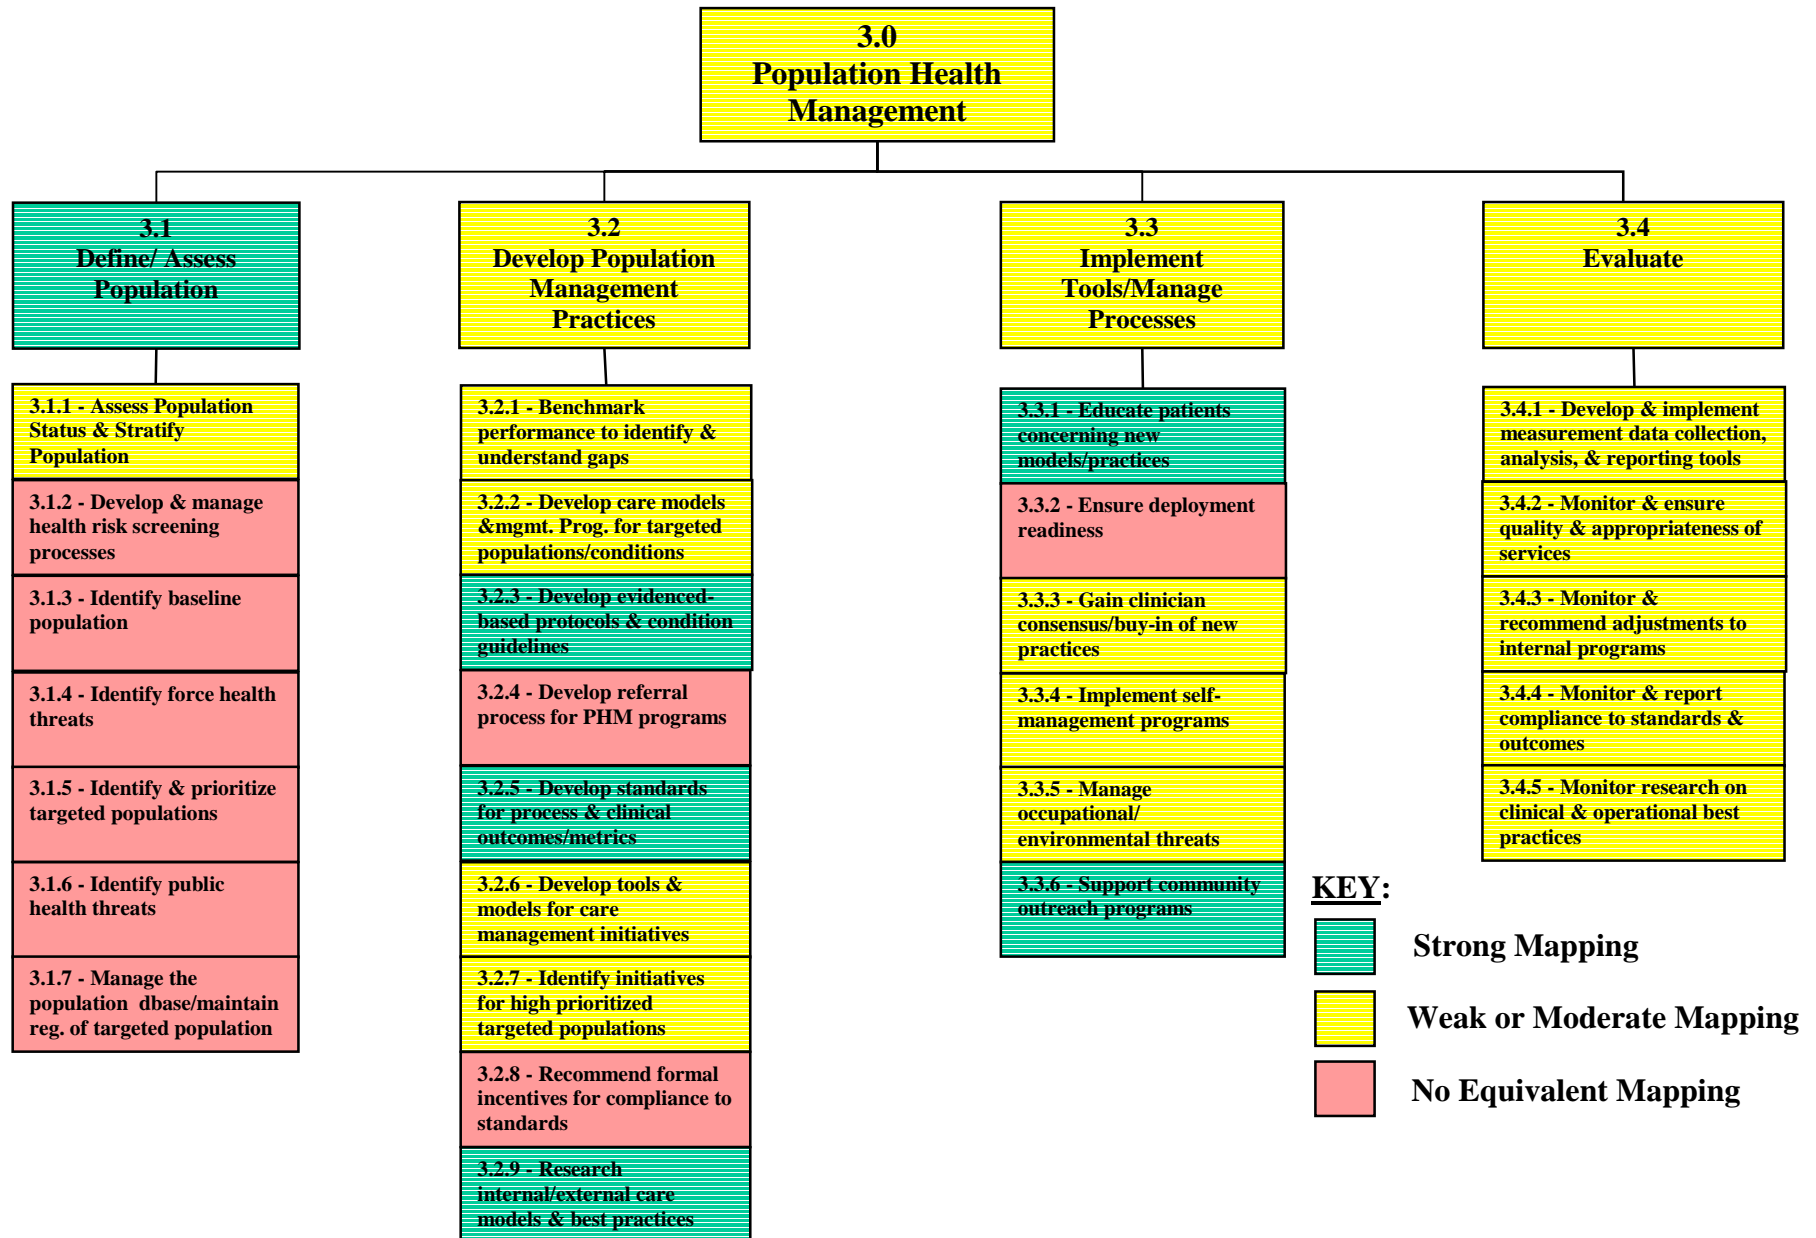 3.0
Population Health
Management
3.1
Define/ Assess
Population
3.2
Develop Population
Management
Practices
3.3
Implement
Tools/Manage
Processes
3.4
Evaluate
3.1.1 - Assess Population
Status & Stratify
Population
3.1.2 - Develop & manage
health risk screening
processes
3.1.3 - Identify baseline
population
3.1.4 - Identify force health
threats
3.1.5 - Identify & prioritize
targeted populations
3.1.6 - Identify public
health threats
3.1.7 - Manage the
population dbase/maintain
reg. of targeted population
3.2.1 - Benchmark
performance to identify &
understand gaps
3.2.2 - Develop care models
&mgmt. Prog. for targeted
populations/conditions
3.2.3 - Develop evidenced-
based protocols & condition
guidelines
3.2.4 - Develop referral
process for PHM programs
3.2.5 - Develop standards
for process & clinical
outcomes/metrics
3.2.6 - Develop tools &
models for care
management initiatives
3.2.7 - Identify initiatives
for high prioritized
targeted populations
3.2.8 - Recommend formal
incentives for compliance to
standards
3.2.9 - Research
internal/external care
models & best practices
3.3.1 - Educate patients
concerning new
models/practices
3.3.2 - Ensure deployment
readiness
3.3.3 - Gain clinician
consensus/buy-in of new
practices
3.3.4 - Implement self-
management programs
3.3.5 - Manage
occupational/
environmental threats
3.3.6 - Support community
outreach programs
3.4.1 - Develop & implement
measurement data collection,
analysis, & reporting tools
3.4.2 - Monitor & ensure
quality & appropriateness of
services
3.4.3 - Monitor &
recommend adjustments to
internal programs
3.4.4 - Monitor & report
compliance to standards &
outcomes
3.4.5 - Monitor research on
clinical & operational best
practices
KEY:
Strong Mapping
Weak or Moderate Mapping
No Equivalent Mapping